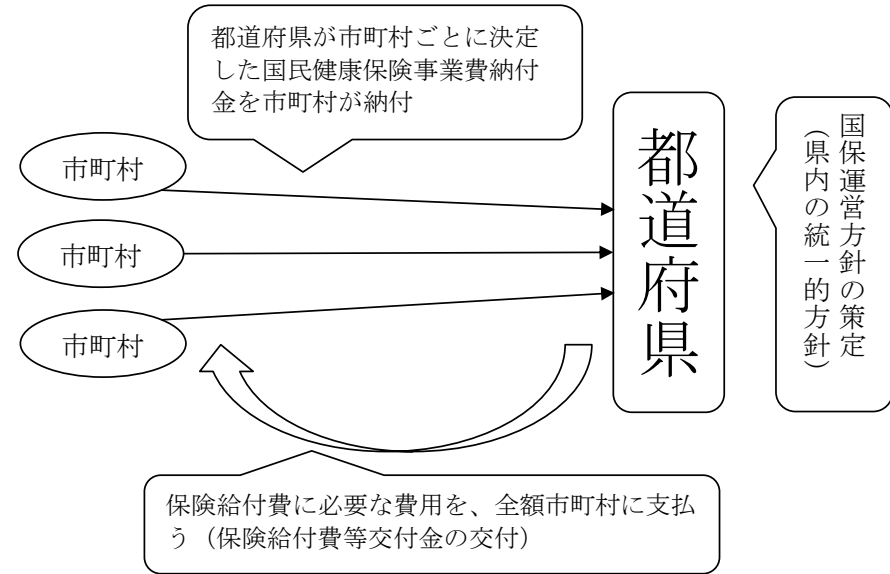 都道府県が市町村ごとに決定
した国民健康保険事業費納付
金を市町村が納付
市町村
市町村
市町村
都道府県
国保運営方針の策定
(県内の統一的方針)
保険給付費に必要な費用を、全額市町村に支払
う（保険給付費等交付金の交付）